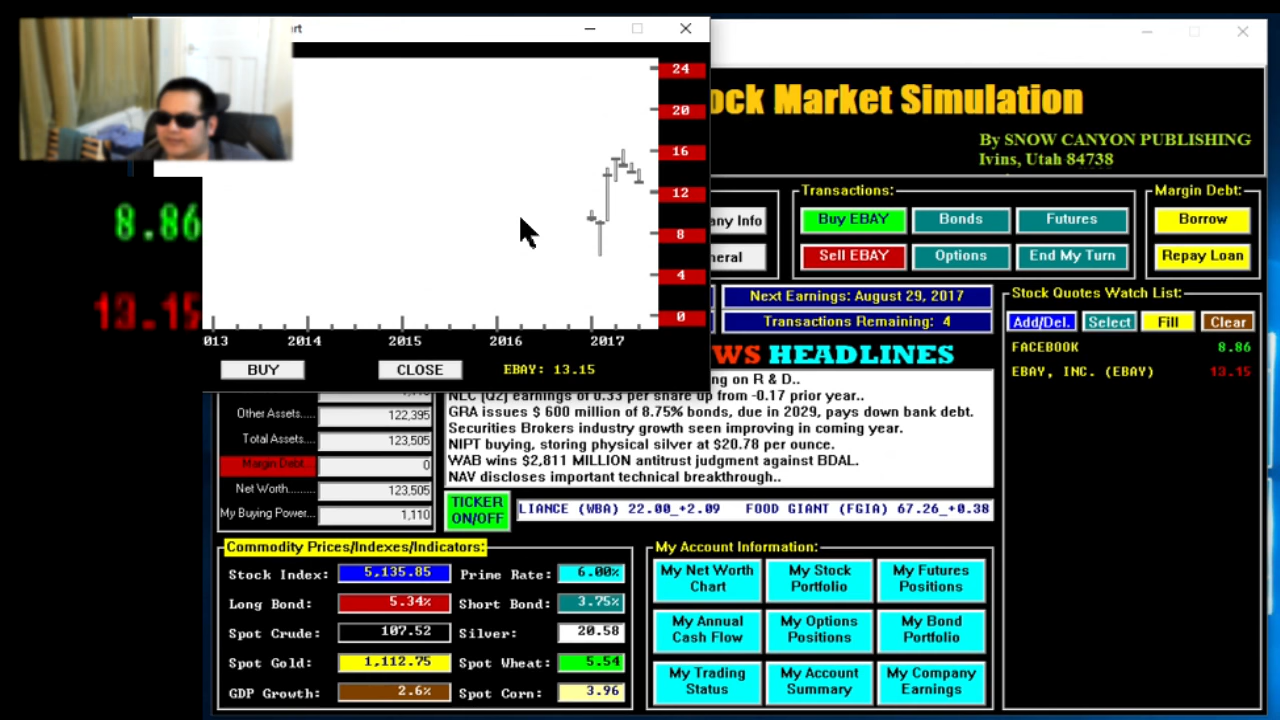 rt
24
20
16
12
8
4
0
013 2014 2015 2016 2017
BUY
CLOSE
EBAY: 13.15
8.86
13.15
ock Market Simulation
By SNOW CANYON PUBLISHING
Ivins, Utah 84738
any Info
neral
Transactions:
Buy EBAY
Bonds
Futures
Sell EBAY
Options
End My Turn
Margin Debt:
Borrow
Repay Loan
Next Earnings: August 29, 2017
Transactions Remaining: 4
Stock Quotes Watch List:
Add/Del.
Select
Fill
Clear
FACEBOOK 8.86
EBAY, INC. (EBAY) 13.15
WS HEADLINES
ng on R & D..
NLC (Q2) earnings of 0.33 per share up from -0.17 prior year..
GRA issues $ 600 million of 8.75% bonds, due in 2029, pays down bank debt.
Securities Brokers industry growth seen improving in coming year.
NIPT buying, storing physical silver at $20.78 per ounce.
WAB wins $2,811 MILLION antitrust judgment against BDAL.
NAV discloses important technical breakthrough..
Other Assets.... 122,395
Total Assets.... 123,505
Margin Debt 0
Net Worth......... 123,505
My Buying Power... 1,110
TICKER
ON/OFF
LIANCE (WBA) 22.00_+2.09 FOOD GIANT (FGIA) 67.26_+0.38
Commodity Prices/Indexes/Indicators:
Stock Index: 5,135.85 Prime Rate: 6.00%
Long Bond: 5.34% Short Bond: 3.75%
Spot Crude: 107.52 Silver: 20.58
Spot Gold: 1,112.75 Spot Wheat: 5.54
GDP Growth: 2.6% Spot Corn: 3.96
My Account Information:
My Net Worth
Chart
My Stock
Portfolio
My Futures
Positions
My Annual
Cash Flow
My Options
Positions
My Bond
Portfolio
My Trading
Status
My Account
Summary
My Company
Earnings